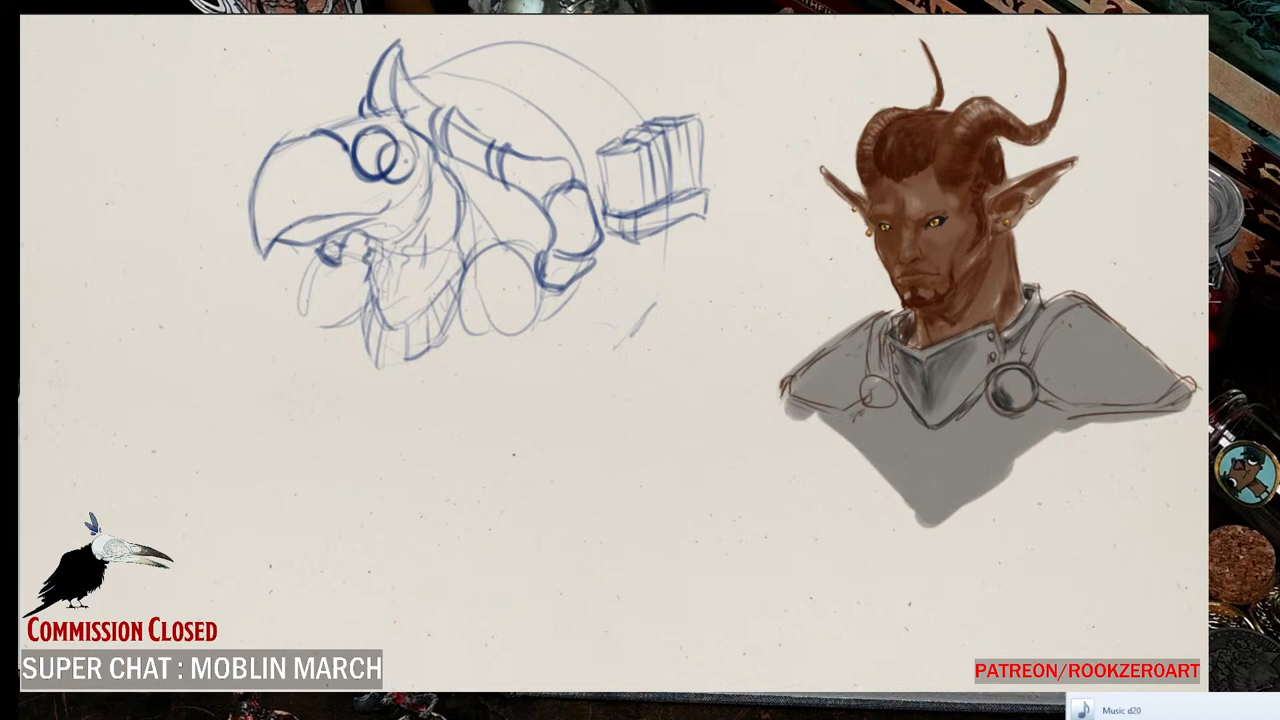 COMMISSION CLOSED
SUPER CHAT : MOBLIN MARCH
PATREON/ROOKZEROART
Music d20